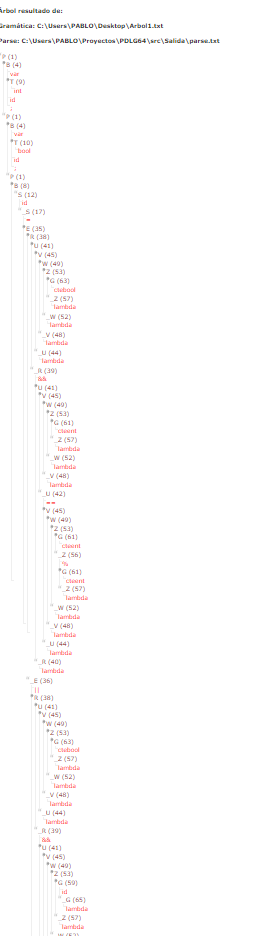 Árbol resultado de:
Gramática: C:\Users\PABLO\Desktop\Arbol1.txt
Parse: C:\Users\PABLO\Proyectos\PDLG64\src\Salida\parse.txt
P (1)
B (4)
var
T (9)
int
id
;
P (1)
B (4)
var
T (10)
bool
id
;
P (1)
B (8)
S (12)
id
_S (17)
=
E (35)
R (38)
U (41)
V (45)
W (49)
Z (53)
G (63)
ctebool
_Z (57)
lambda
_W (52)
lambda
_V (48)
lambda
_U (44)
lambda
_R (39)
&&
U (41)
V (45)
W (49)
Z (53)
G (61)
cteent
_Z (57)
lambda
_W (52)
lambda
_V (48)
lambda
_U (42)
==
V (45)
W (49)
Z (53)
G (61)
cteent
_Z (56)
%
G (61)
cteent
_Z (57)
lambda
_W (52)
lambda
_V (48)
lambda
_U (44)
lambda
_R (40)
lambda
_E (36)
||
R (38)
U (41)
V (45)
W (49)
Z (53)
G (63)
ctebool
_Z (57)
lambda
_W (52)
lambda
_V (48)
lambda
_U (44)
lambda
_R (39)
&&
U (41)
V (45)
W (49)
Z (53)
G (59)
id
_G (65)
lambda
_Z (57)
lambda
_W (52)